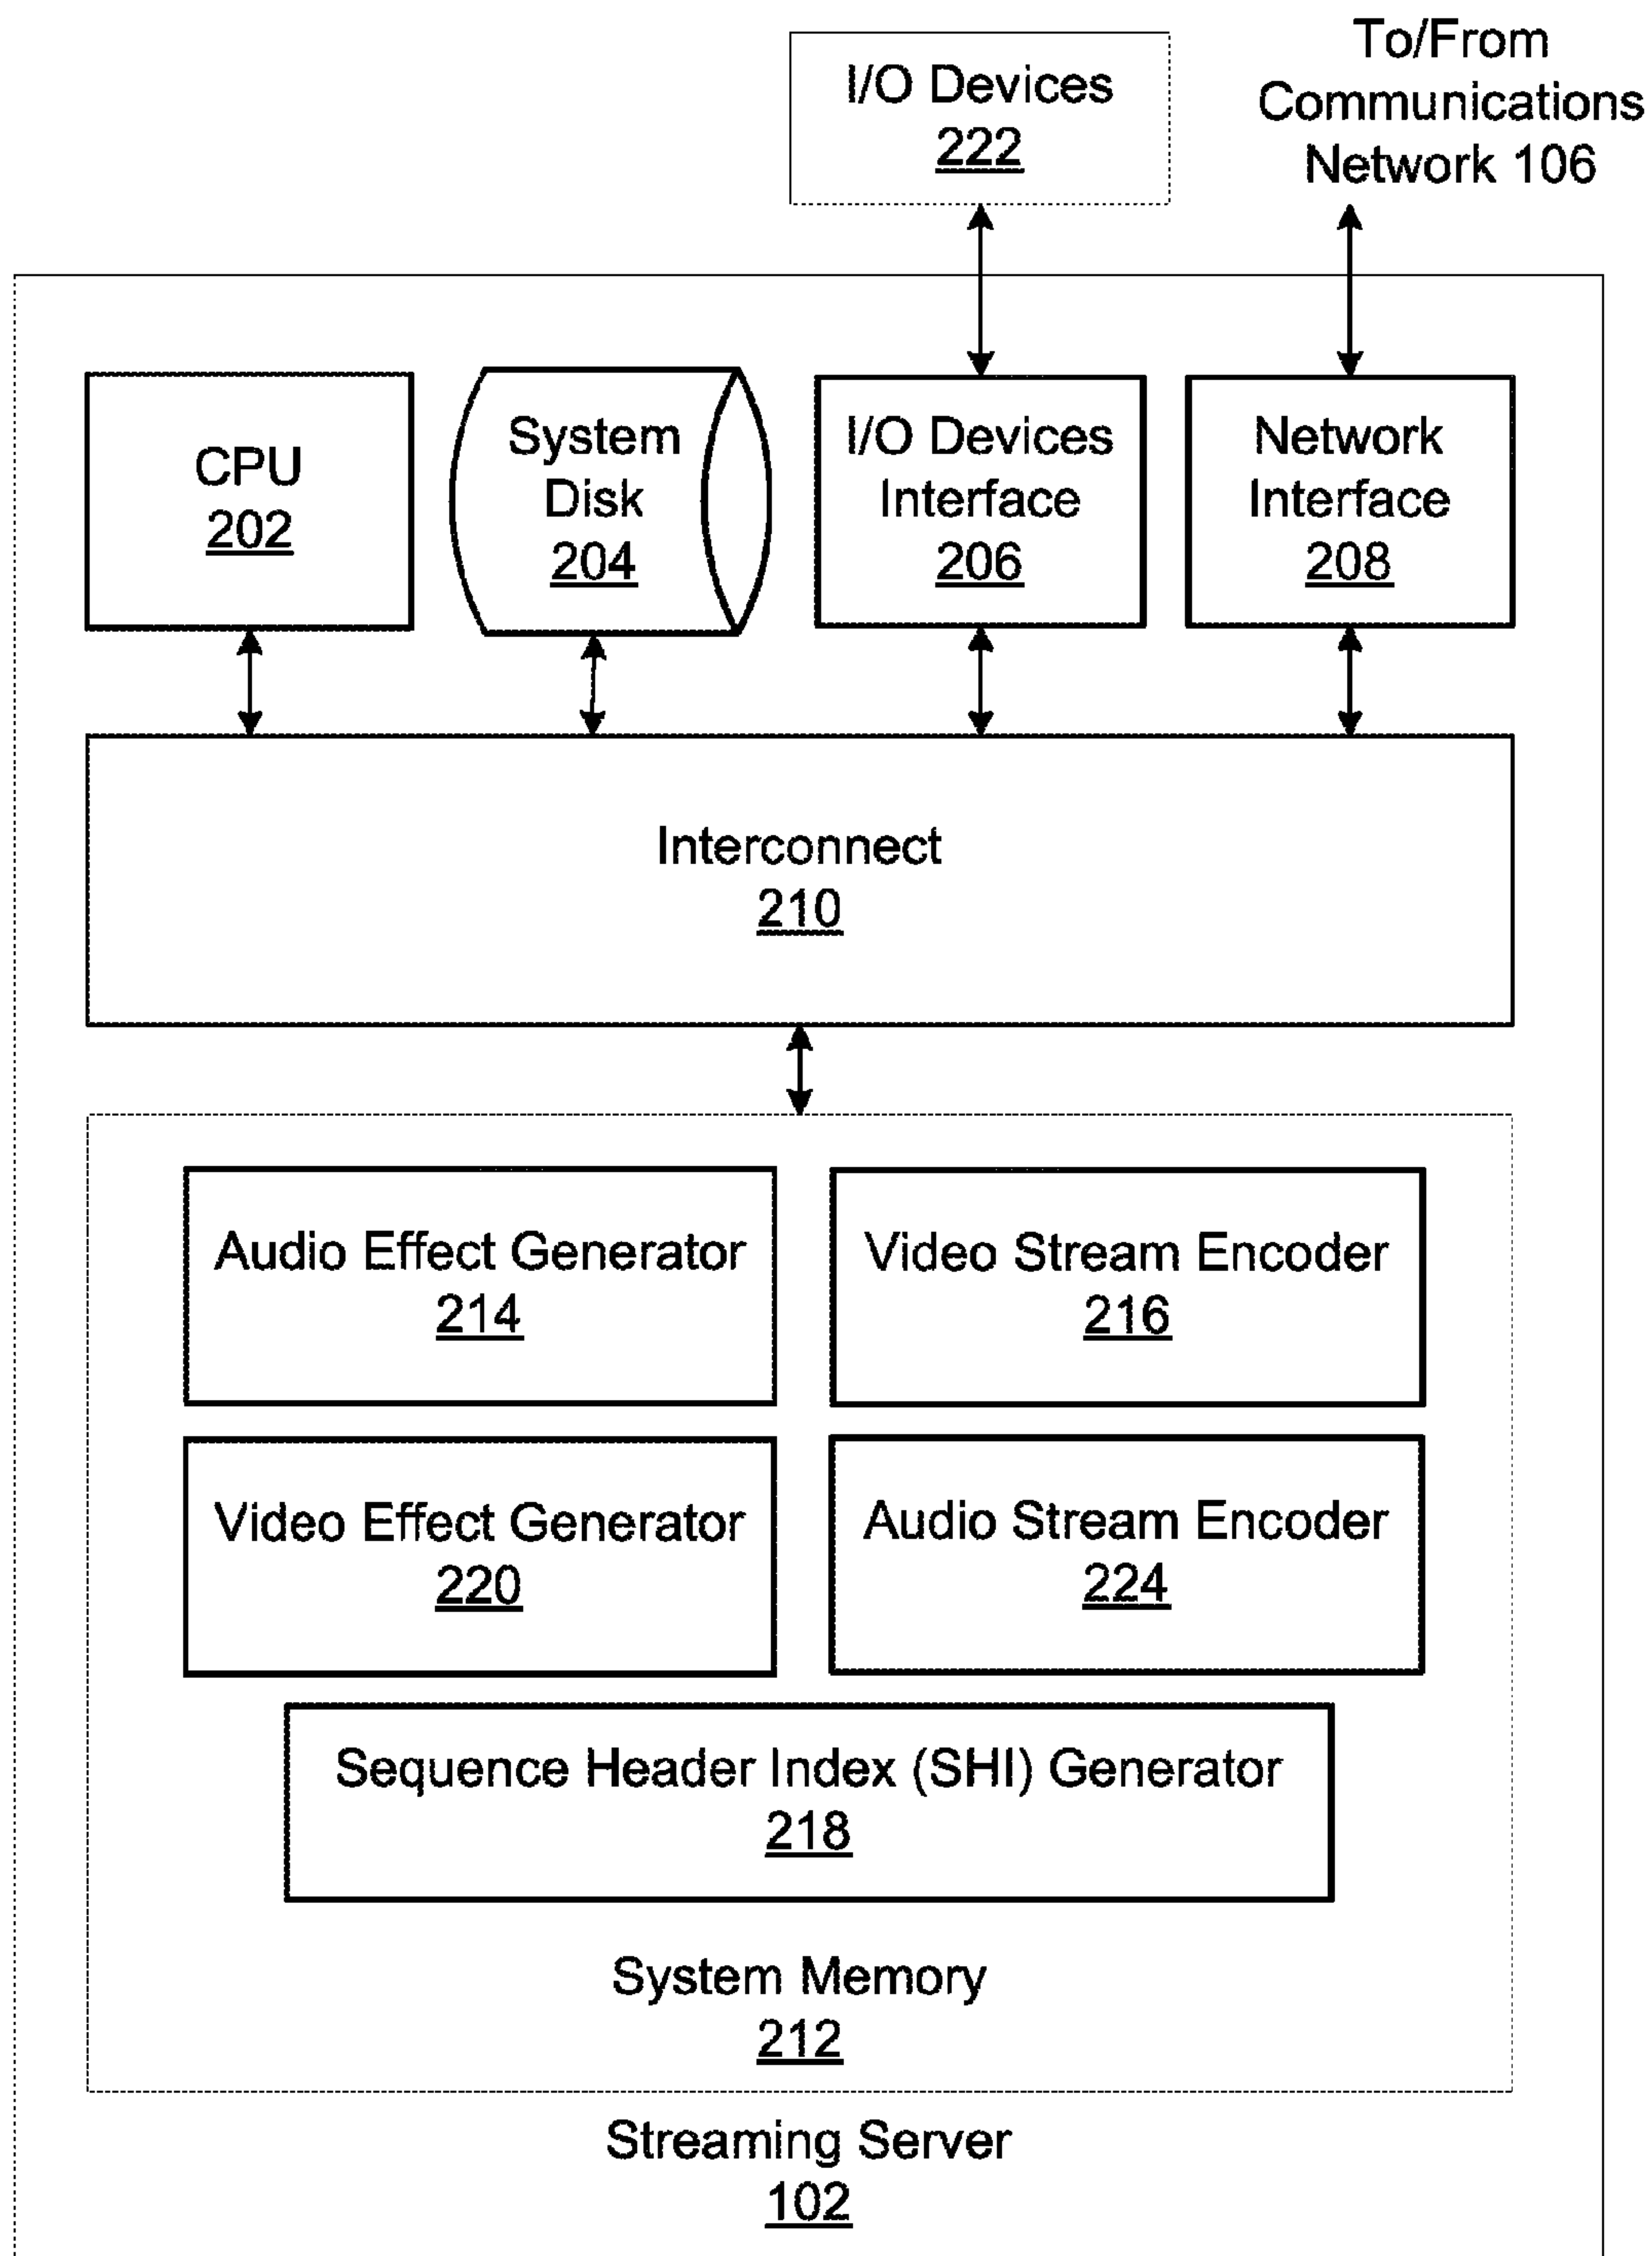 I/O Devices
222
To/From
Communications
Network 106
CPU
202
System
Disk
204
I/O Devices
Interface
206
Network
Interface
208
Interconnect
210
Audio Effect Generator
214
Video Stream Encoder
216
Video Effect Generator
220
Audio Stream Encoder
224
Sequence Header Index (SHI) Generator
218
System Memory
212
Streaming Server
102